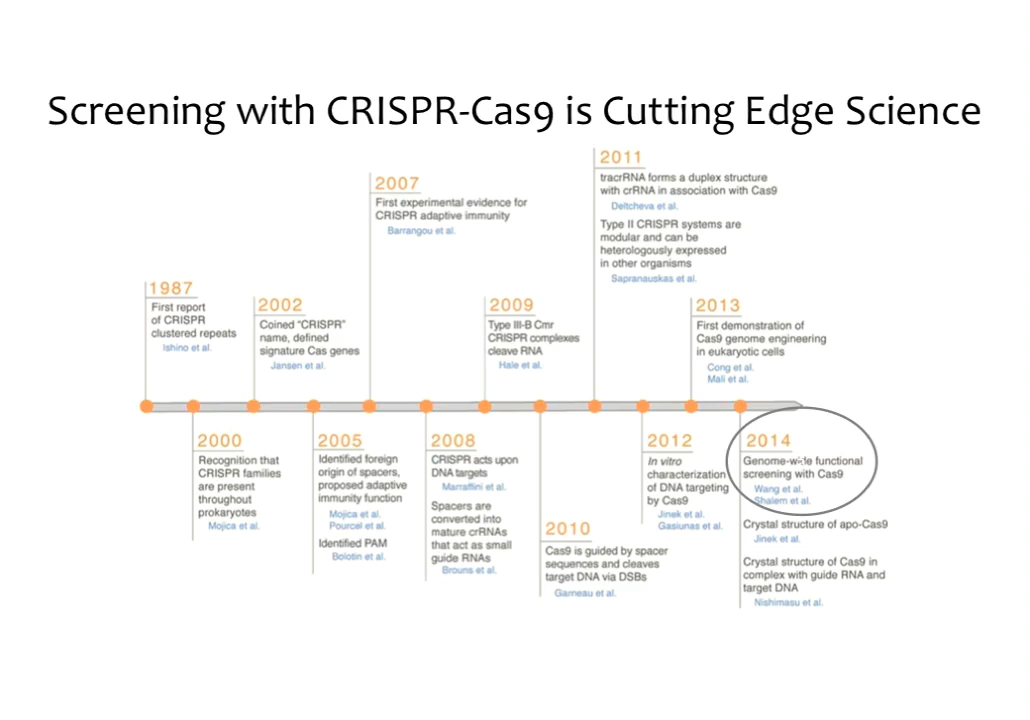 Screening with CRISPR-Cas9 is Cutting Edge Science
1987
First report
of CRISPR
clustered repeats
Ishino et al.
2000
Recognition that
CRISPR families
are present
throughout
prokaryotes
Mojica et al.
2002
Coined "CRISPR"
name, defined
signature Cas genes
Jansen et al.
2005
Identified foreign
origin of spacers,
proposed adaptive
immunity function
Mojica et al.
Pourcel et al.
Identified PAM
Bolotin et al.
2007
First experimental evidence for
CRISPR adaptive immunity
Barrangou et al.
2008
CRISPR acts upon
DNA targets
Marraffini et al.
Spacers are
converted into
mature crRNAs
that act as small
guide RNAs
Brouns et al.
2009
Type III-B Cmr
CRISPR complexes
cleave RNA
Hale et al.
2010
Cas9 is guided by spacer
sequences and cleaves
target DNA via DSBs
Garneau et al.
2011
tracrRNA forms a duplex structure
with crRNA in association with Cas9
Deltcheva et al.
Type II CRISPR systems are
modular and can be
heterologously expressed
in other organisms
Sapranauskas et al.
2012
In vitro
characterization
of DNA targeting
by Cas9
Jinek et al.
Gasiunas et al.
2013
First demonstration of
Cas9 genome engineering
in eukaryotic cells
Cong et al.
Mali et al.
2014
Genome-wide functional
screening with Cas9
Wang et al.
Shalem et al.
Crystal structure of apo-Cas9
Jinek et al.
Crystal structure of Cas9 in
complex with guide RNA and
target DNA
Nishimasu et al.